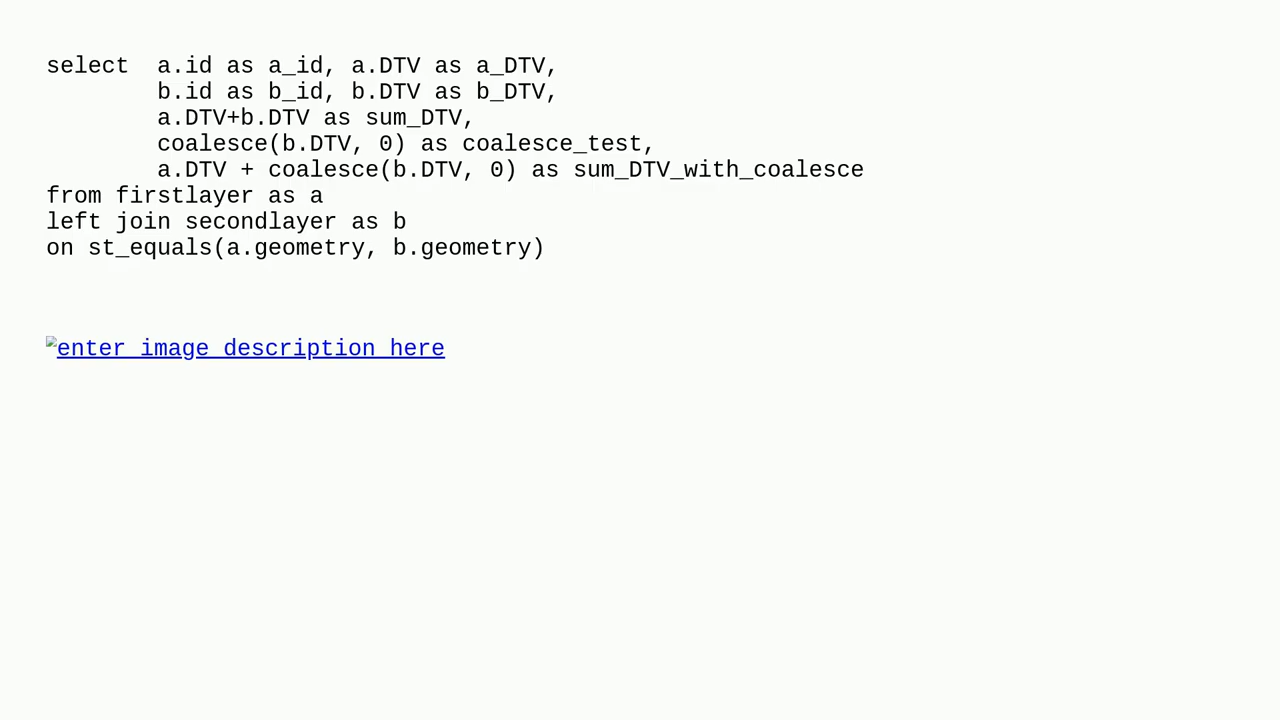 select  a.id as a_id, a.DTV as a_DTV,
        b.id as b_id, b.DTV as b_DTV,
        a.DTV+b.DTV as sum_DTV,
        coalesce(b.DTV, 0) as coalesce_test,
        a.DTV + coalesce(b.DTV, 0) as sum_DTV_with_coalesce
from firstlayer as a
left join secondlayer as b
on st_equals(a.geometry, b.geometry)
enter image description here